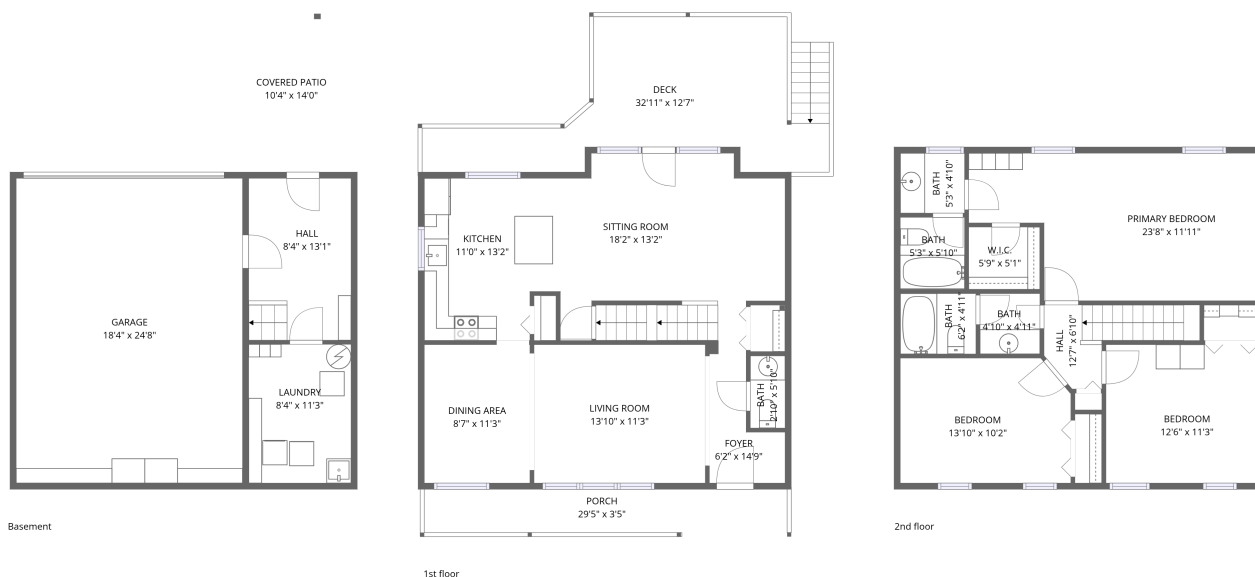 COVERED PATIO
10'4" x 14'0"
HALL
8'4" x 13'1"
GARAGE
18'4" x 24'8"
LAUNDRY
8'4" x 11'3"
Basement
DECK
32'11" x 12'7"
KITCHEN
11'0" x 13'2"
SITTING ROOM
18'2" x 13'2"
DINING AREA
8'7" x 11'3"
LIVING ROOM
13'10" x 11'3"
BATH
2'10" x 5'10"
FOYER
6'2" x 14'9"
PORCH
29'5" x 3'5"
1st floor
BATH
5'3" x 4'10"
PRIMARY BEDROOM
23'8" x 11'11"
BATH
5'3" x 5'10"
W.I.C.
5'9" x 5'1"
BATH
6'2" x 4'11"
BATH
4'10" x 4'11"
HALL
12'7" x 6'10"
BEDROOM
13'10" x 10'2"
BEDROOM
12'6" x 11'3"
2nd floor